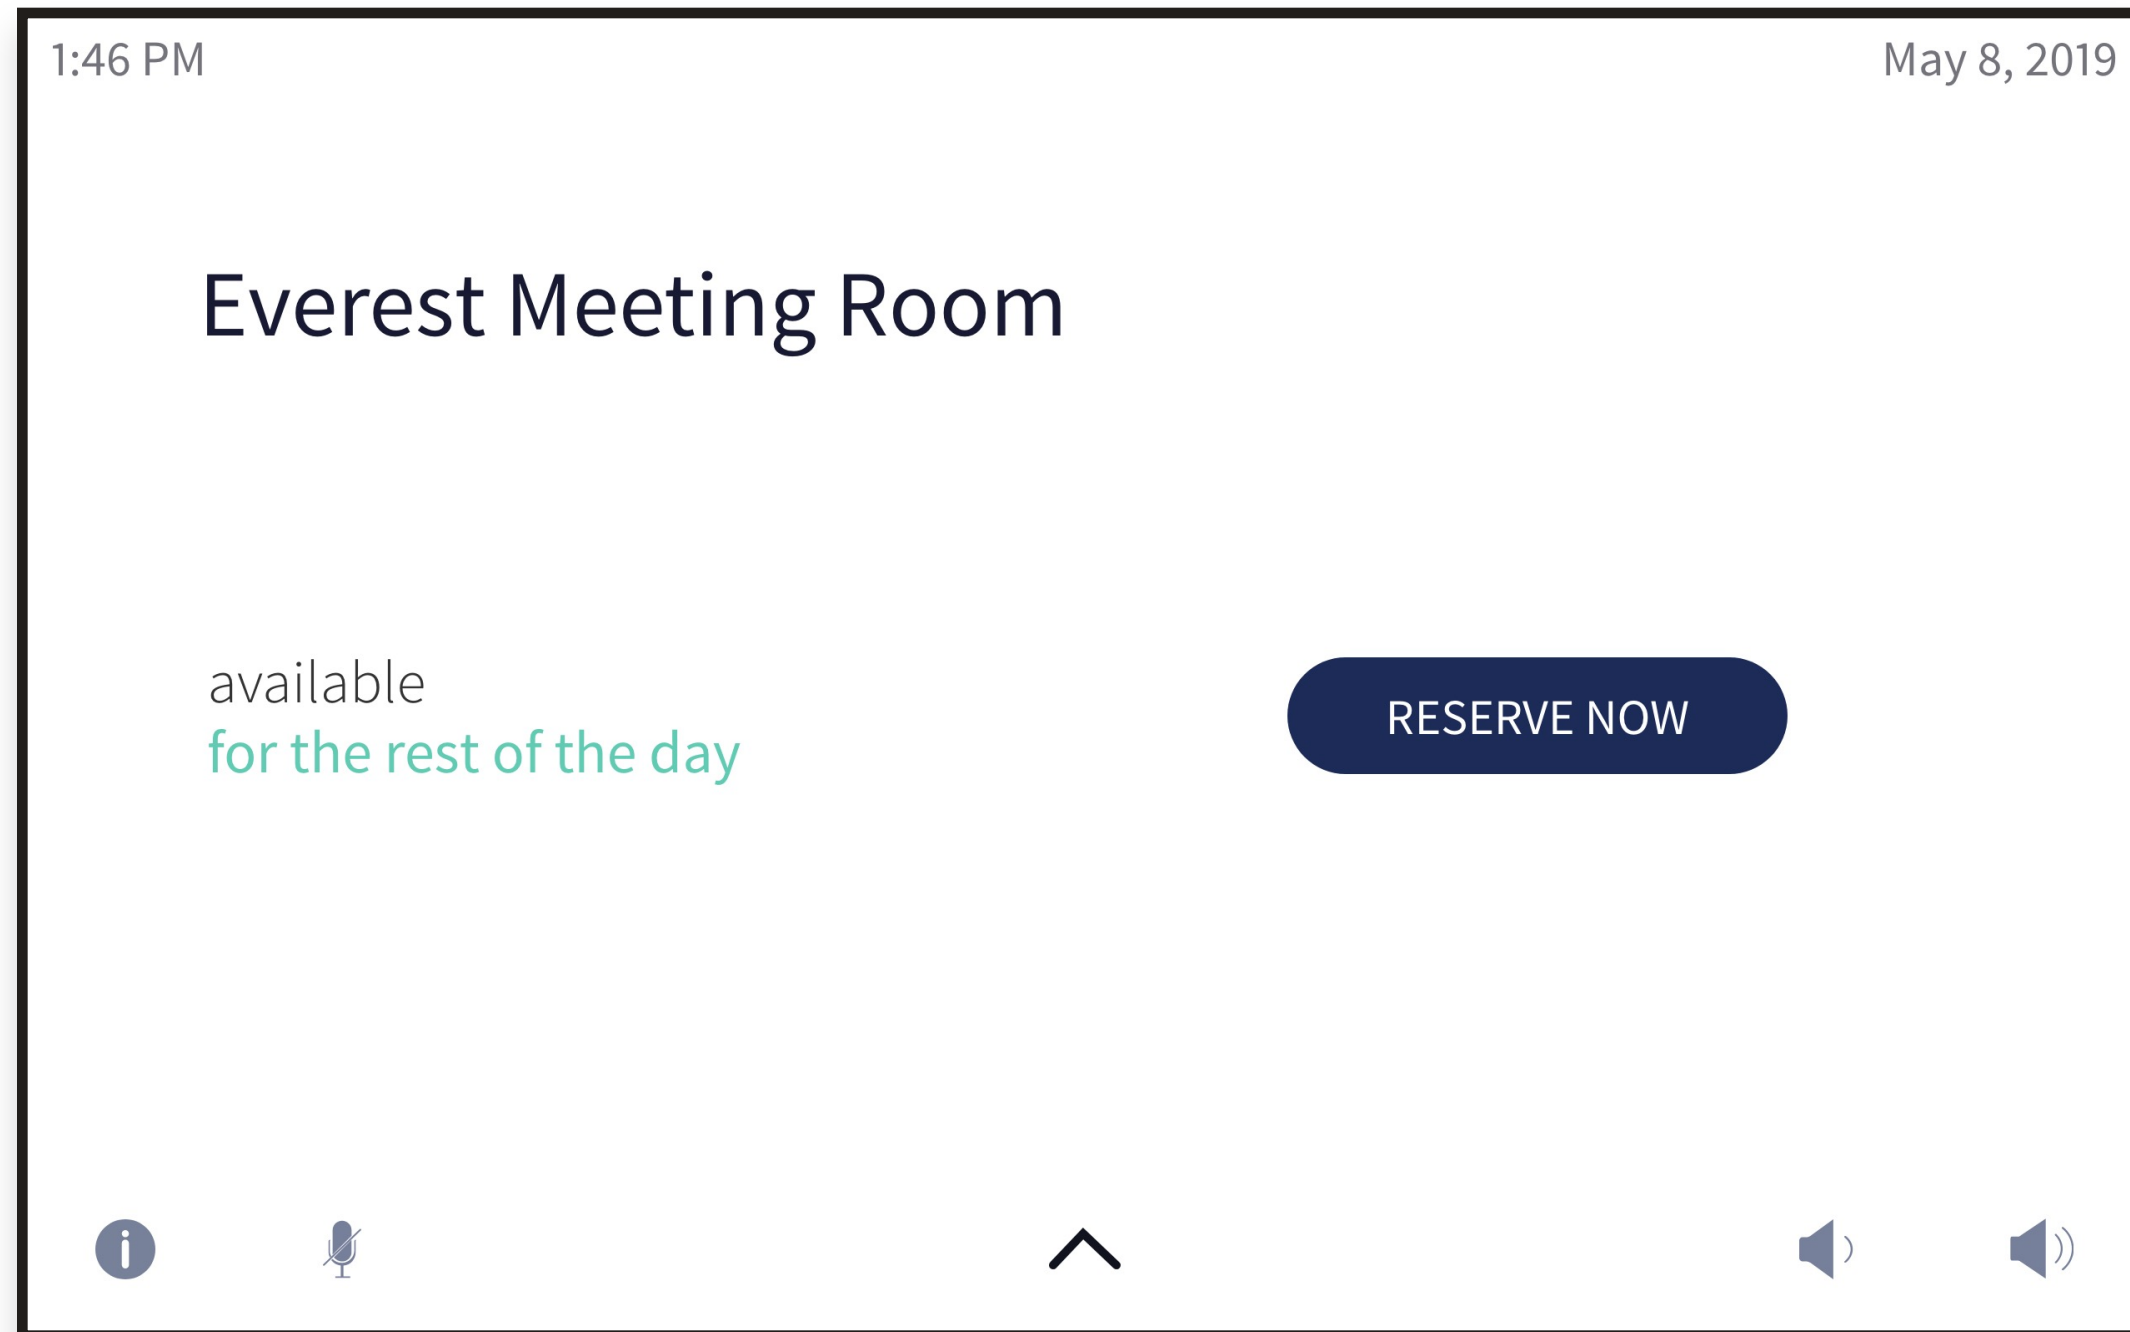 1:46 PM
May 8, 2019
Everest Meeting Room
available
for the rest of the day
RESERVE NOW